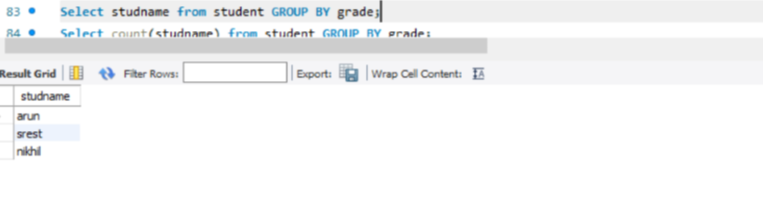 83 Select studname from student GROUP BY grade;
84 Select count(studname) from student GROUP BY grade;
Result Grid Filter Rows: Export: Wrap Cell Content: IA
studname
arun
srest
nikhil